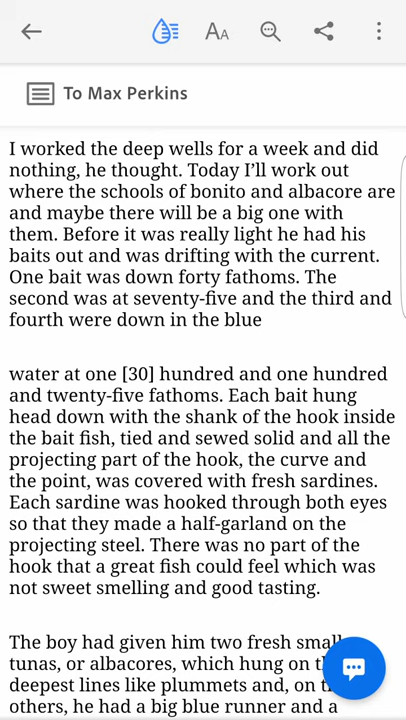 AA
To Max Perkins
I worked the deep wells for a week and did
nothing, he thought. Today I’ll work out
where the schools of bonito and albacore are
and maybe there will be a big one with
them. Before it was really light he had his
baits out and was drifting with the current.
One bait was down forty fathoms. The
second was at seventy-five and the third and
fourth were down in the blue
water at one [30] hundred and one hundred
and twenty-five fathoms. Each bait hung
head down with the shank of the hook inside
the bait fish, tied and sewed solid and all the
projecting part of the hook, the curve and
the point, was covered with fresh sardines.
Each sardine was hooked through both eyes
so that they made a half-garland on the
projecting steel. There was no part of the
hook that a great fish could feel which was
not sweet smelling and good tasting.
The boy had given him two fresh small
tunas, or albacores, which hung on
deepest lines like plummets and, on
others, he had a big blue runner and a